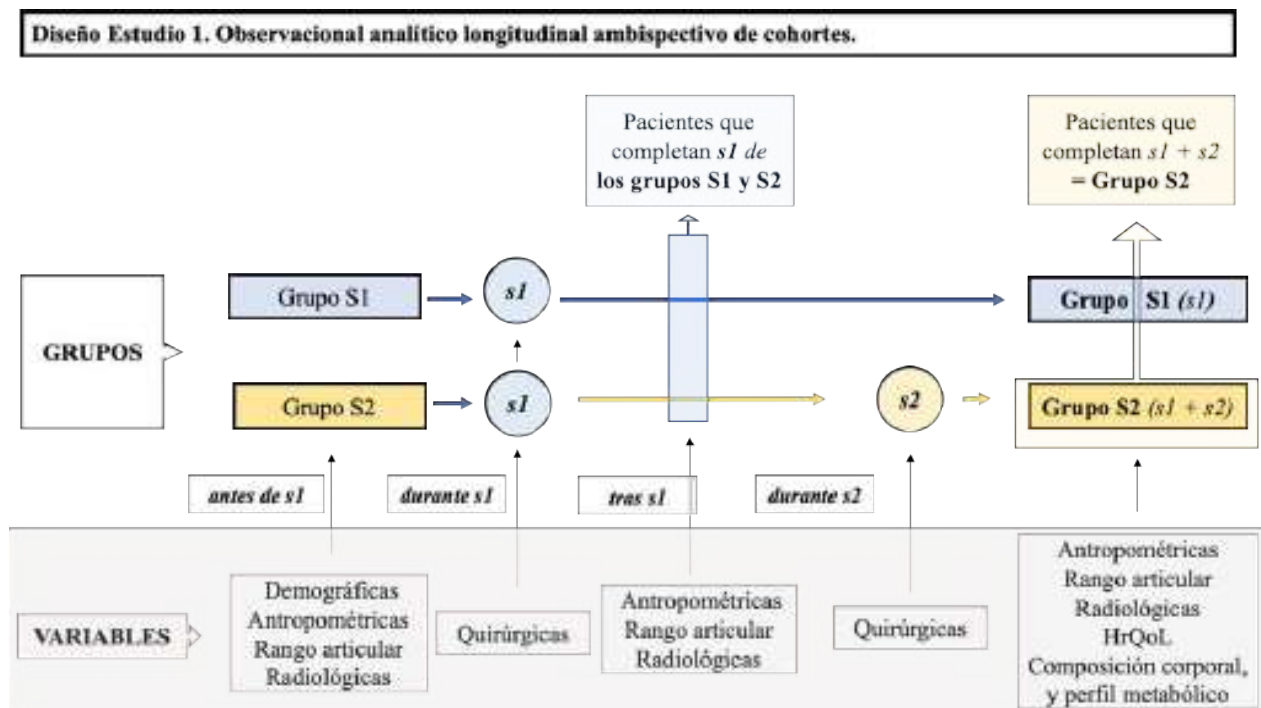 Diseño Estudio 1. Observacional analítico longitudinal ambispectivo de cohortes.
Pacientes que
completan s1 de
los grupos S1 y S2
Pacientes que
completan s1 + s2
= Grupo S2
GRUPOS
Grupo S1
s1
Grupo S1 (s1)
Grupo S2
s1
s2
Grupo S2 (s1 + s2)
antes de s1
durante s1
tras s1
durante s2
VARIABLES
Demográficas
Antropométricas
Rango articular
Radiológicas
Quirúrgicas
Antropométricas
Rango articular
Radiológicas
Quirúrgicas
Antropométricas
Rango articular
Radiológicas
HrQoL
Composición corporal,
y perfil metabólico